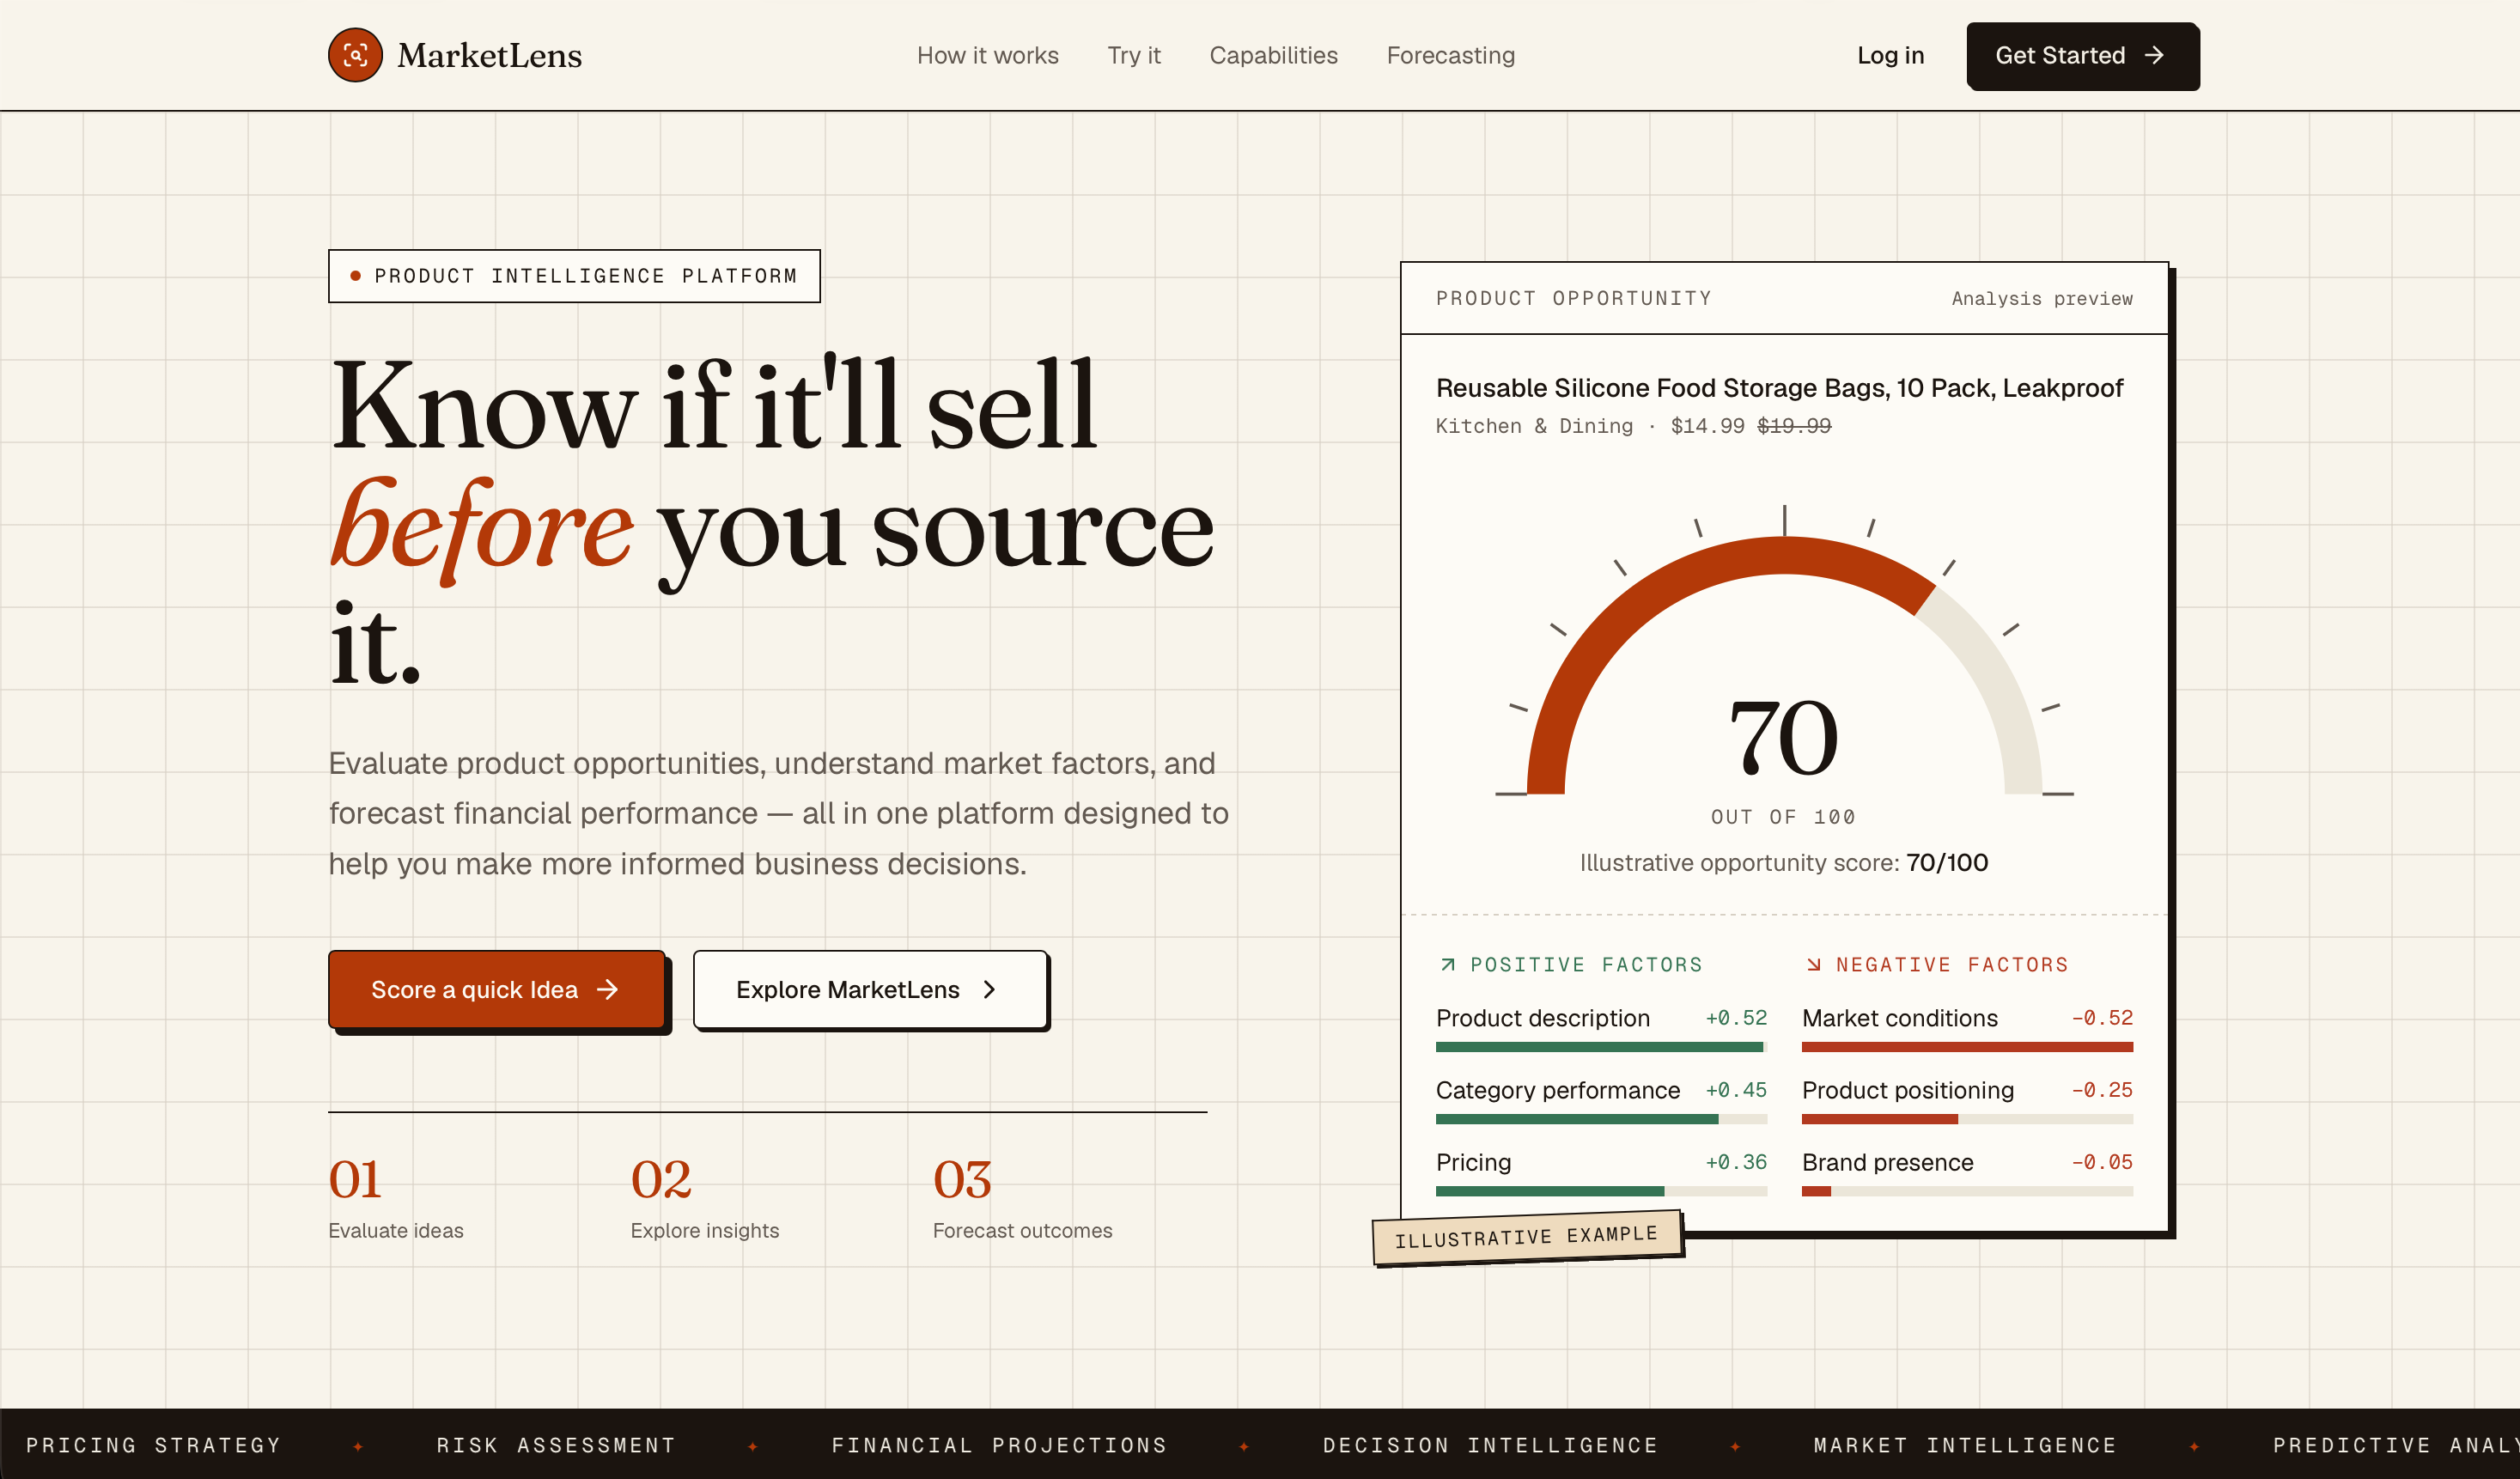 MarketLens
How it works
Try it
Capabilities
Forecasting
Log in
Get Started
PRODUCT INTELLIGENCE PLATFORM
Know if it'll sell
before you source
it.
Evaluate product opportunities, understand market factors, and
forecast financial performance — all in one platform designed to
help you make more informed business decisions.
Score a quick Idea
Explore MarketLens
01
Evaluate ideas
02
Explore insights
03
Forecast outcomes
PRODUCT OPPORTUNITY
Analysis preview
Reusable Silicone Food Storage Bags, 10 Pack, Leakproof
Kitchen & Dining · $14.99 $19.99
70
OUT OF 100
Illustrative opportunity score: 70/100
POSITIVE FACTORS
Product description +0.52
Category performance +0.45
Pricing +0.36
NEGATIVE FACTORS
Market conditions −0.52
Product positioning −0.25
Brand presence −0.05
ILLUSTRATIVE EXAMPLE
PRICING STRATEGY ✦ RISK ASSESSMENT ✦ FINANCIAL PROJECTIONS ✦ DECISION INTELLIGENCE ✦ MARKET INTELLIGENCE ✦ PREDICTIVE ANALY